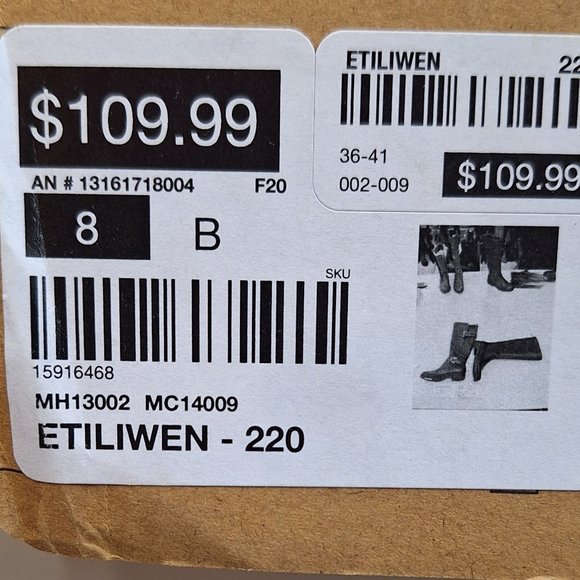 $109.99
AN # 13161718004 F20
8 B
SKU
15916468
MH13002 MC14009
ETILIWEN - 220
ETILIWEN 22
36-41
002-009 $109.99